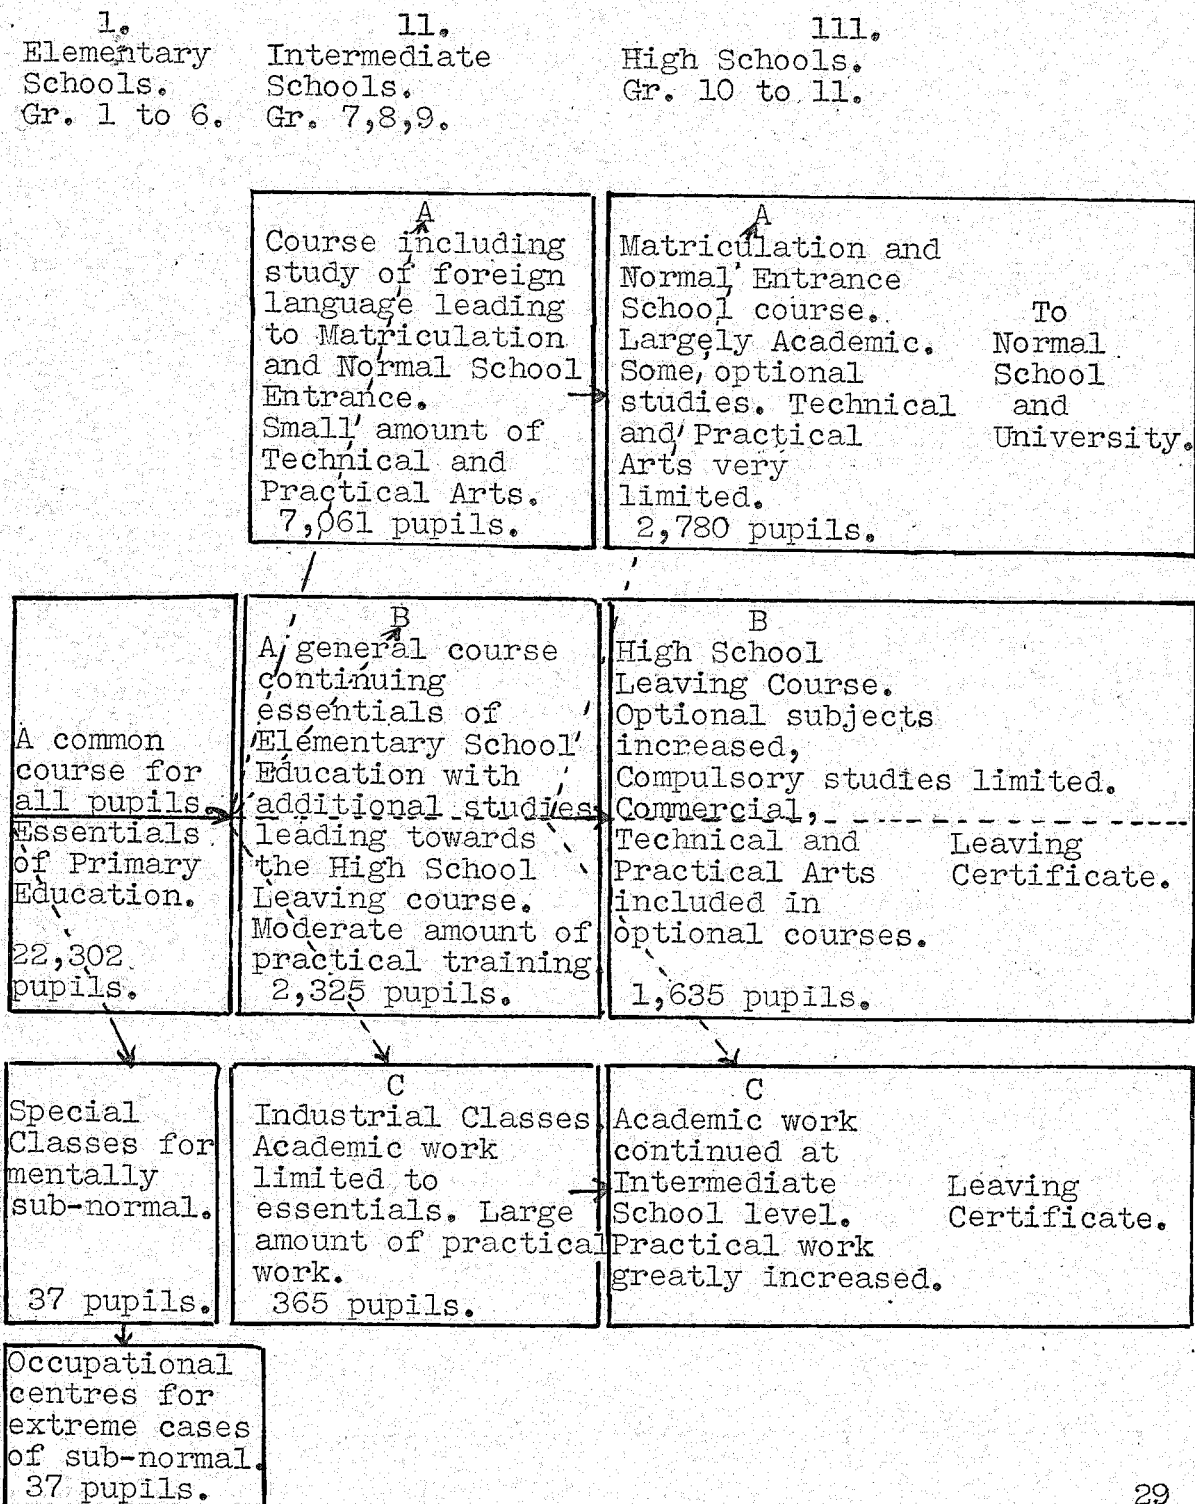 1.
Elementary
Schools.
Gr. 1 to 6.
11.
Intermediate
Schools.
Gr. 7,8,9.
111.
High Schools.
Gr. 10 to 11.
A
Course including
study of foreign
language leading
to Matriculation
and Normal School
Entrance.
Small amount of
Technical and
Practical Arts.
7,061 pupils.
A
Matriculation and
Normal Entrance
School course.
Largely Academic.
Some optional
studies. Technical
and Practical
Arts very
limited.
2,780 pupils.
To
Normal
School
and
University.
A common
course for
all pupils.
Essentials
of Primary
Education.
22,302
pupils.
B
A general course
continuing
essentials of
Elementary School
Education with
additional studies
leading towards
the High School
Leaving course.
Moderate amount of
practical training
2,325 pupils.
B
High School
Leaving Course.
Optional subjects
increased,
Compulsory studies limited.
Commercial,
Technical and
Practical Arts
included in
optional courses.
1,635 pupils.
Leaving
Certificate.
Special
Classes for
mentally
sub-normal.
37 pupils.
C
Industrial Classes
Academic work
limited to
essentials. Large
amount of practical
work.
365 pupils.
C
Academic work
continued at
Intermediate
School level.
Practical work
greatly increased.
Leaving
Certificate.
Occupational
centres for
extreme cases
of sub-normal.
37 pupils.
29